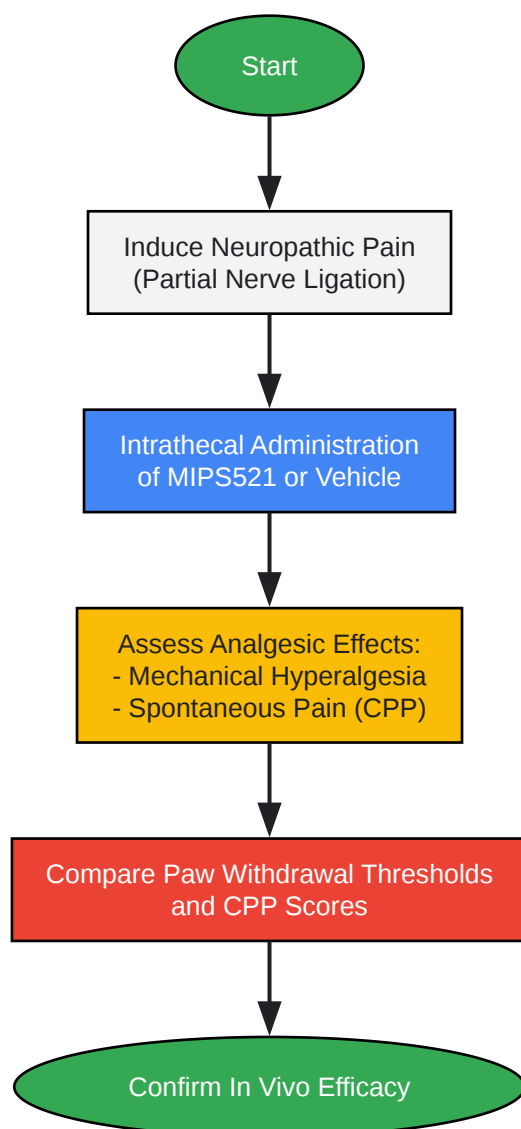 Start
Induce Neuropathic Pain
(Partial Nerve Ligation)
Intrathecal Administration
of MIPS521 or Vehicle
Assess Analgesic Effects:
- Mechanical Hyperalgesia
- Spontaneous Pain (CPP)
Compare Paw Withdrawal Thresholds
and CPP Scores
Confirm In Vivo Efficacy